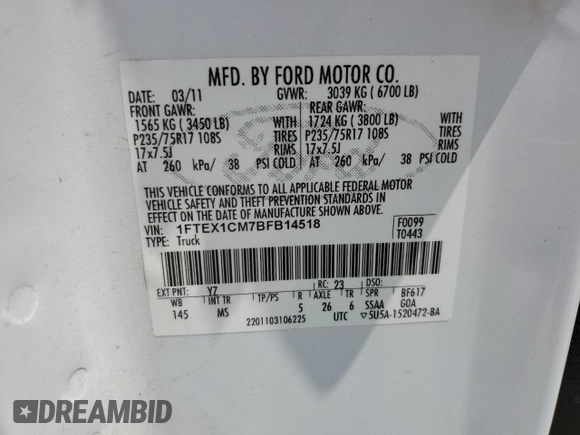 MFD. BY FORD MOTOR CO.
DATE: 03/11 GVWR: 3039 KG ( 6700 LB)
FRONT GAWR: REAR GAWR:
1565 KG ( 3450 LB) WITH 1724 KG ( 3800 LB) WITH
P235/75R17 108S TIRES P235/75R17 108S TIRES
17x7.5J RIMS 17x7.5J RIMS
AT 260 kPa/ 38 PSI COLD AT 260 kPa/ 38 PSI COLD
THIS VEHICLE CONFORMS TO ALL APPLICABLE FEDERAL MOTOR
VEHICLE SAFETY AND THEFT PREVENTION STANDARDS IN EFFECT
ON THE DATE OF MANUFACTURE SHOWN ABOVE.
VIN: 1FTEX1CM7BFB14518 F0099
TYPE: Truck T0443
EXT PNT: Y7 RC: 23 DSO:
WB INT TR TP/PS R AXLE TR SPR BF617
145 MS 5 26 6 SSAA G0A
2201103106225 UTC ▽5U5A-1520472-BA
DREAMBID